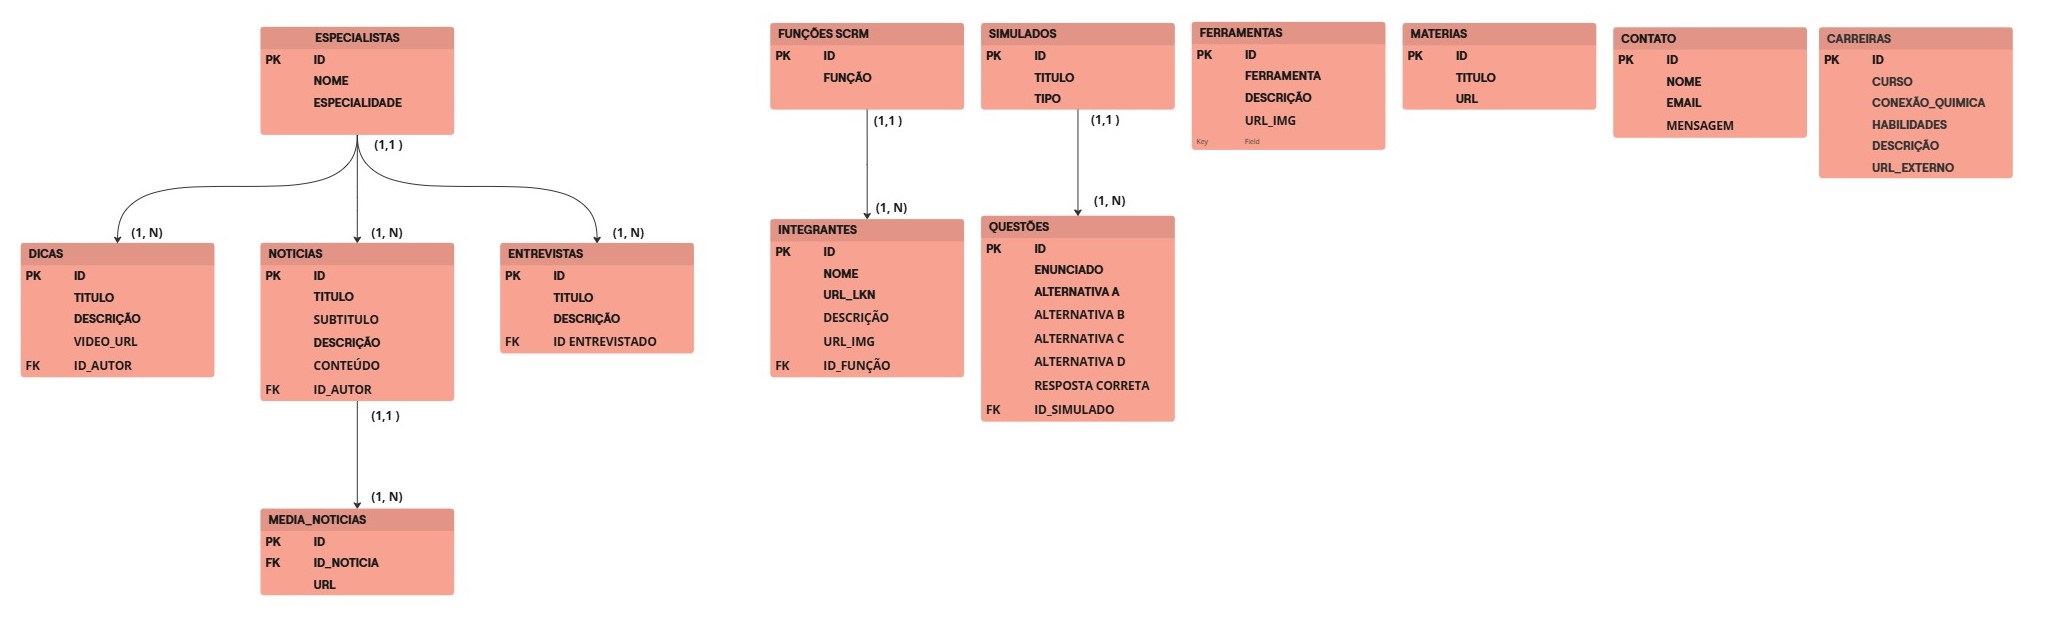 ESPECIALISTAS
PK ID
NOME
ESPECIALIDADE
(1,1 )
(1, N)
(1, N)
(1, N)
DICAS
PK ID
TITULO
DESCRIÇÃO
VIDEO_URL
FK ID_AUTOR
NOTICIAS
PK ID
TITULO
SUBTITULO
DESCRIÇÃO
CONTEÚDO
FK ID_AUTOR
ENTREVISTAS
PK ID
TITULO
DESCRIÇÃO
FK ID ENTREVISTADO
(1,1 )
(1, N)
MEDIA_NOTICIAS
PK ID
FK ID_NOTICIA
URL
FUNÇÕES SCRM
PK ID
FUNÇÃO
(1,1 )
(1, N)
INTEGRANTES
PK ID
NOME
URL_LKN
DESCRIÇÃO
URL_IMG
FK ID_FUNÇÃO
SIMULADOS
PK ID
TITULO
TIPO
(1,1 )
(1, N)
QUESTÕES
PK ID
ENUNCIADO
ALTERNATIVA A
ALTERNATIVA B
ALTERNATIVA C
ALTERNATIVA D
RESPOSTA CORRETA
FK ID_SIMULADO
FERRAMENTAS
PK ID
FERRAMENTA
DESCRIÇÃO
URL_IMG
Key Field
MATERIAS
PK ID
TITULO
URL
CONTATO
PK ID
NOME
EMAIL
MENSAGEM
CARREIRAS
PK ID
CURSO
CONEXÃO_QUIMICA
HABILIDADES
DESCRIÇÃO
URL_EXTERNO